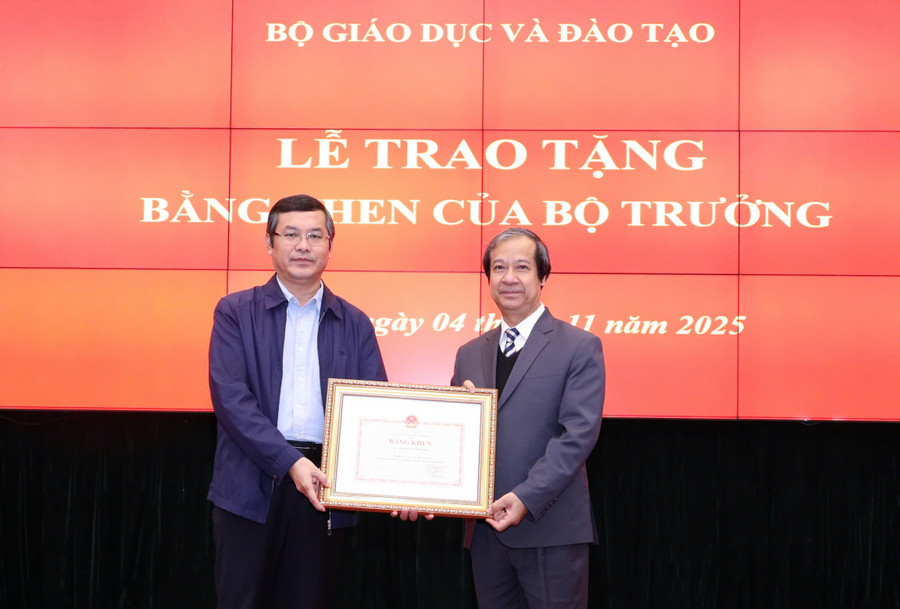 BỘ GIÁO DỤC VÀ ĐÀO TẠO
LỄ TRAO TẶNG
BẰNG KHEN CỦA BỘ TRƯỞNG
Ngày 04 tháng 11 năm 2025
BẰNG KHEN